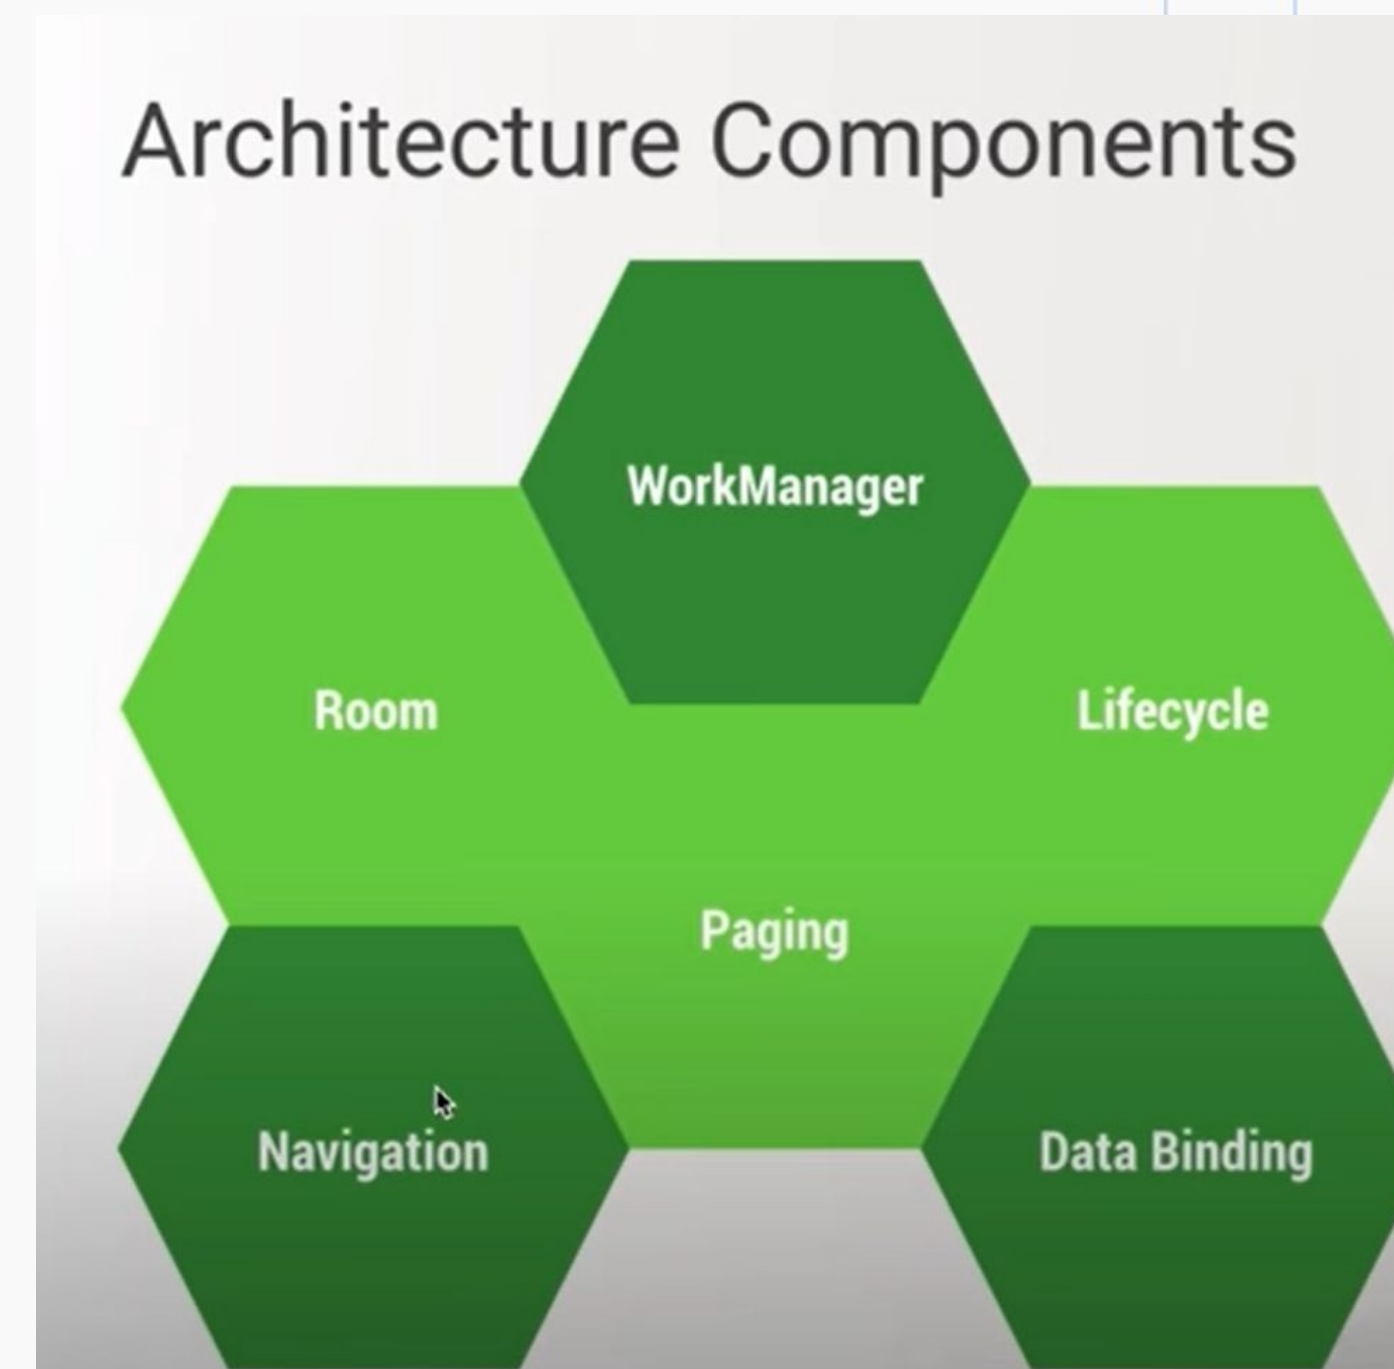 Architecture Components
WorkManager
Room
Lifecycle
Paging
Navigation
Data Binding